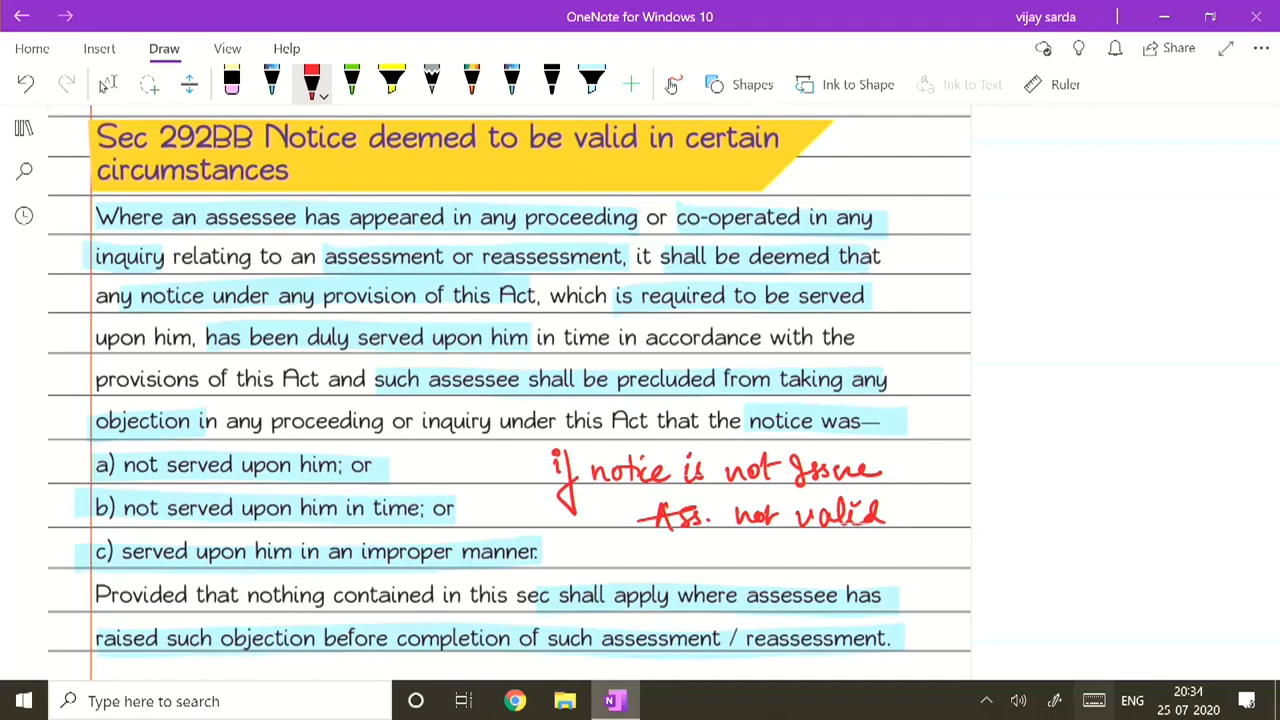 OneNote for Windows 10
vijay sarda
Home Insert Draw View Help
Share
Shapes Ink to Shape Ink to Text Ruler
Sec 292BB Notice deemed to be valid in certain
circumstances
Where an assessee has appeared in any proceeding or co-operated in any
inquiry relating to an assessment or reassessment, it shall be deemed that
any notice under any provision of this Act, which is required to be served
upon him, has been duly served upon him in time in accordance with the
provisions of this Act and such assessee shall be precluded from taking any
objection in any proceeding or inquiry under this Act that the notice was—
a) not served upon him; or
b) not served upon him in time; or
c) served upon him in an improper manner.
if notice is not Issue
Ass. not valid
Provided that nothing contained in this sec shall apply where assessee has
raised such objection before completion of such assessment / reassessment.
Type here to search
ENG
20:34
25-07-2020